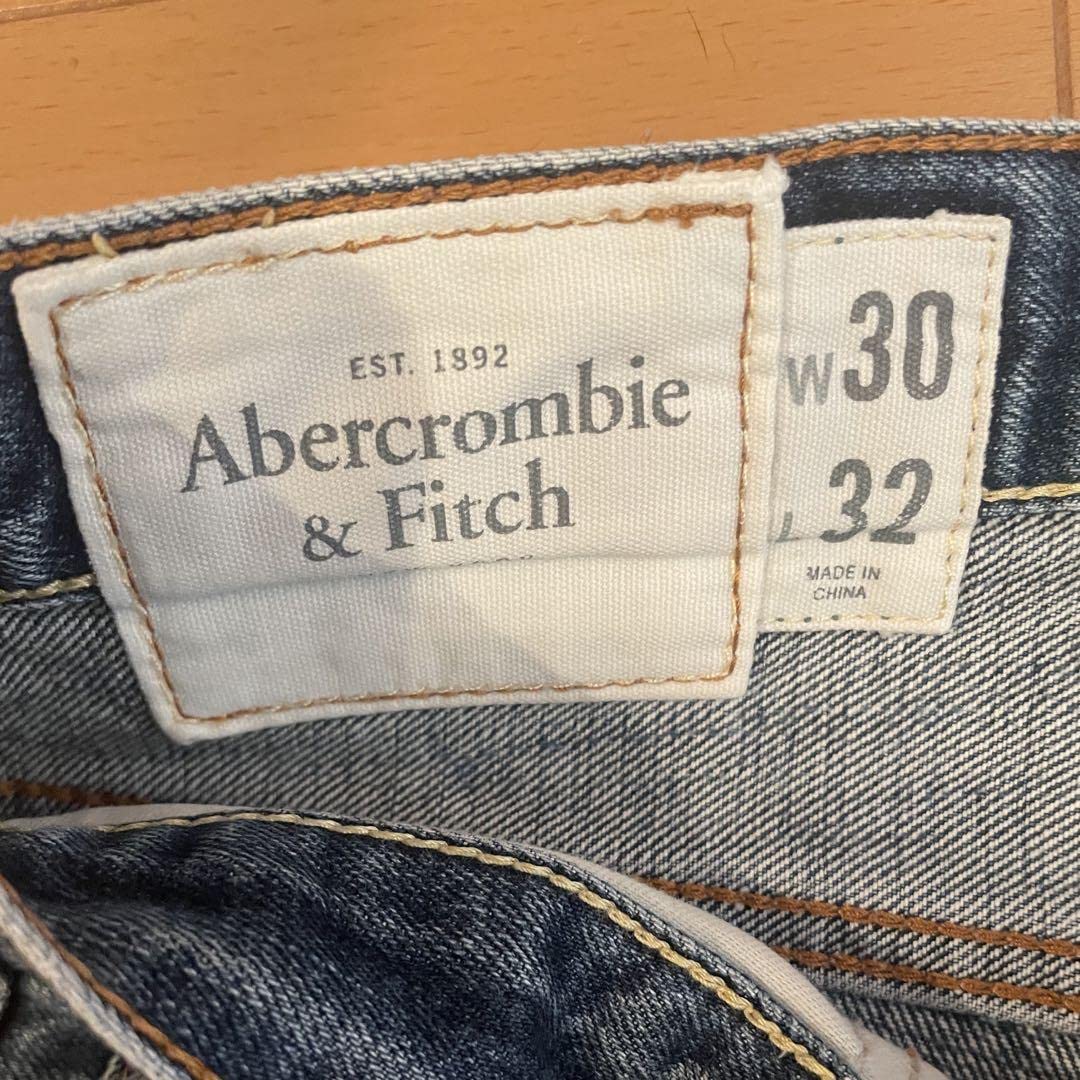 EST. 1892
Abercrombie
& Fitch
W30
L 32
MADE IN
CHINA